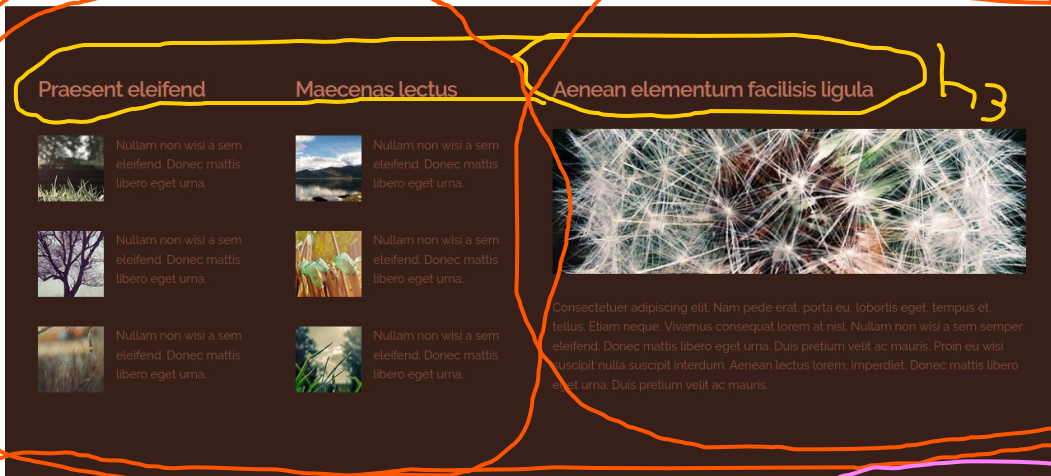 Praesent eleifend
Nullam non wisi a sem
eleifend. Donec mattis
libero eget urna.
Nullam non wisi a sem
eleifend. Donec mattis
libero eget urna.
Nullam non wisi a sem
eleifend. Donec mattis
libero eget urna.
Maecenas lectus
Nullam non wisi a sem
eleifend. Donec mattis
libero eget urna.
Nullam non wisi a sem
eleifend. Donec mattis
libero eget urna.
Nullam non wisi a sem
eleifend. Donec mattis
libero eget urna.
Aenean elementum facilisis ligula
h3
Consectetuer adipiscing elit. Nam pede erat, porta eu, lobortis eget, tempus et,
tellus. Etiam neque. Vivamus consequat lorem at nisl. Nullam non wisi a sem semper
eleifend. Donec mattis libero eget urna. Duis pretium velit ac mauris. Proin eu wisi
suscipit nulla suscipit interdum. Aenean lectus lorem, imperdiet. Donec mattis libero
eget urna. Duis pretium velit ac mauris.